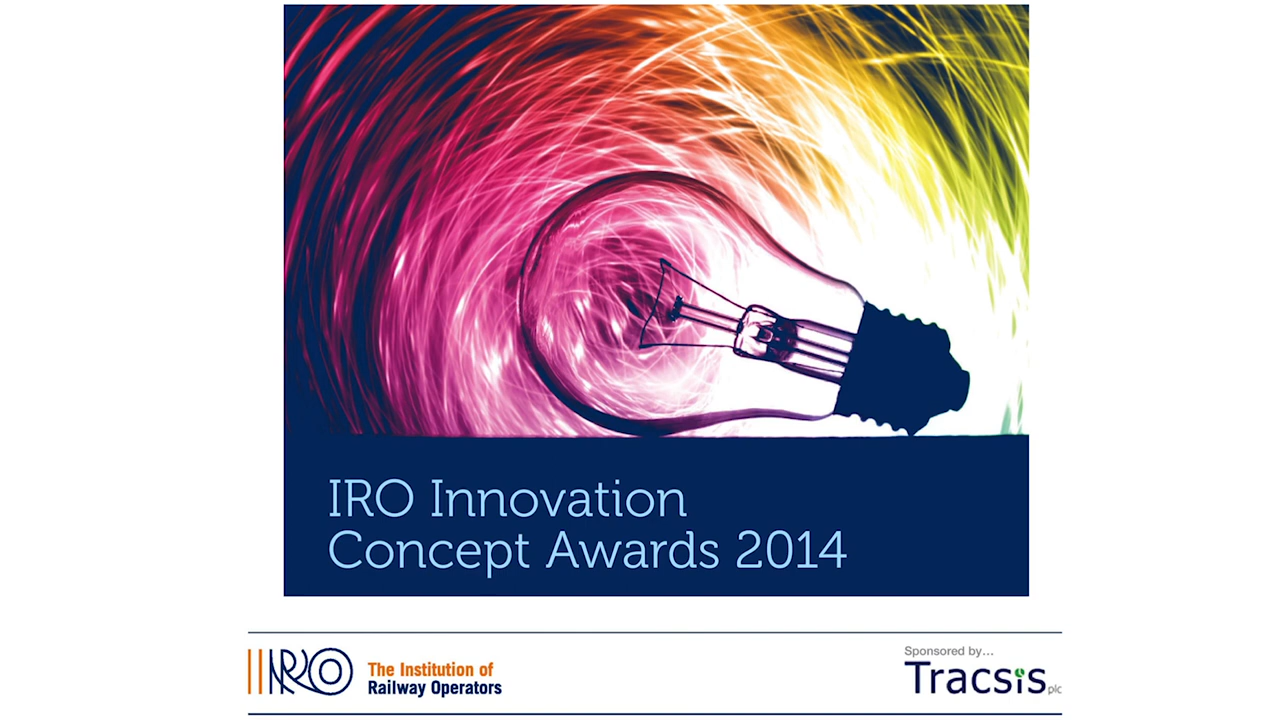 IRO Innovation
Concept Awards 2014
IRO
The Institution of
Railway Operators
Sponsored by...
Tracsis plc